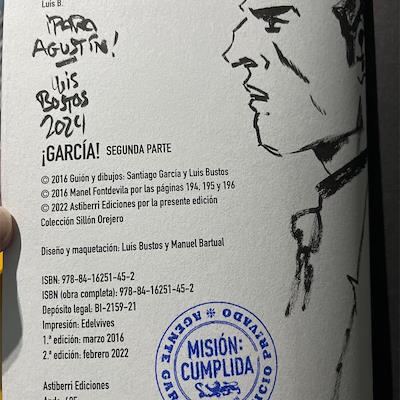 Luis B.
¡PARA
AGUSTÍN!
LUIS
BUSTOS
2024
¡GARCÍA! SEGUNDA PARTE
© 2016 Guión y dibujos: Santiago García y Luis Bustos
© 2016 Manel Fontdevila por las páginas 194, 195 y 196
© 2022 Astiberri Ediciones por la presente edición
Colección Sillón Orejero
Diseño y maquetación: Luis Bustos y Manuel Bartual
ISBN: 978-84-16251-45-2
ISBN (obra completa): 978-84-16251-45-2
Depósito legal: BI-2159-21
Impresión: Edelvives
1.ª edición: marzo 2016
2.ª edición: febrero 2022
Astiberri Ediciones
MISIÓN:
CUMPLIDA
AGENTE
PRIVADO